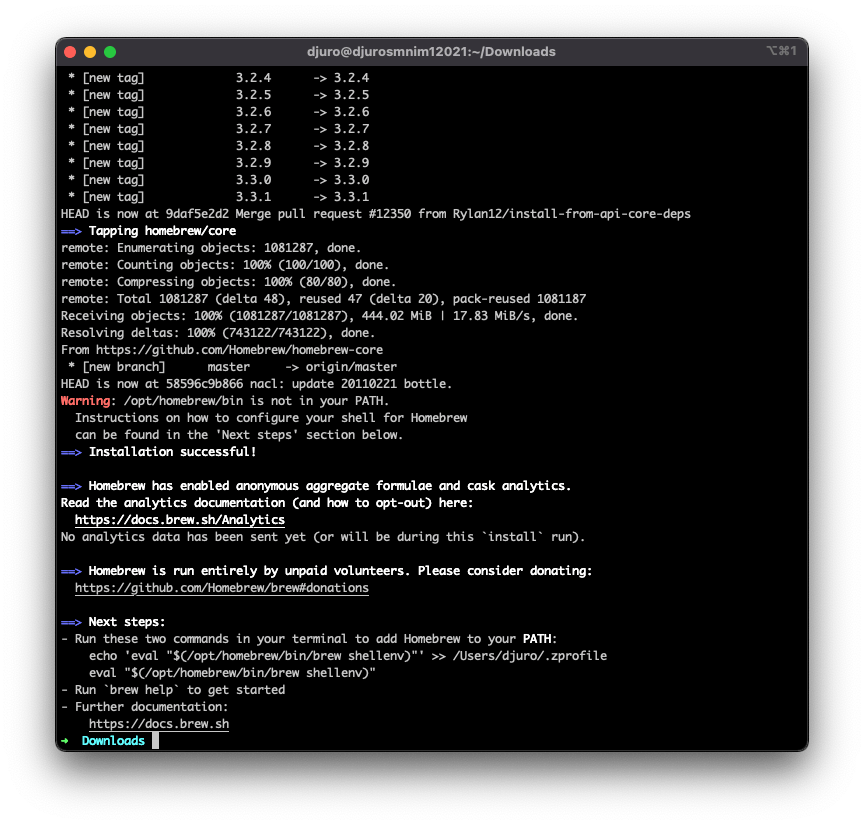 djuro@djurosmnim12021:~/Downloads
⌥⌘1
* [new tag] 3.2.4 -> 3.2.4
* [new tag] 3.2.5 -> 3.2.5
* [new tag] 3.2.6 -> 3.2.6
* [new tag] 3.2.7 -> 3.2.7
* [new tag] 3.2.8 -> 3.2.8
* [new tag] 3.2.9 -> 3.2.9
* [new tag] 3.3.0 -> 3.3.0
* [new tag] 3.3.1 -> 3.3.1
HEAD is now at 9daf5e2d2 Merge pull request #12350 from Rylan12/install-from-api-core-deps
==> Tapping homebrew/core
remote: Enumerating objects: 1081287, done.
remote: Counting objects: 100% (100/100), done.
remote: Compressing objects: 100% (80/80), done.
remote: Total 1081287 (delta 48), reused 47 (delta 20), pack-reused 1081187
Receiving objects: 100% (1081287/1081287), 444.02 MiB | 17.83 MiB/s, done.
Resolving deltas: 100% (743122/743122), done.
From https://github.com/Homebrew/homebrew-core
* [new branch] master -> origin/master
HEAD is now at 58596c9b866 nacl: update 20110221 bottle.
Warning: /opt/homebrew/bin is not in your PATH.
Instructions on how to configure your shell for Homebrew
can be found in the 'Next steps' section below.
==> Installation successful!
==> Homebrew has enabled anonymous aggregate formulae and cask analytics.
Read the analytics documentation (and how to opt-out) here:
https://docs.brew.sh/Analytics
No analytics data has been sent yet (or will be during this `install` run).
==> Homebrew is run entirely by unpaid volunteers. Please consider donating:
https://github.com/Homebrew/brew#donations
==> Next steps:
- Run these two commands in your terminal to add Homebrew to your PATH:
echo 'eval "$(/opt/homebrew/bin/brew shellenv)"' >> /Users/djuro/.zprofile
eval "$(/opt/homebrew/bin/brew shellenv)"
- Run `brew help` to get started
- Further documentation:
https://docs.brew.sh
➜ Downloads